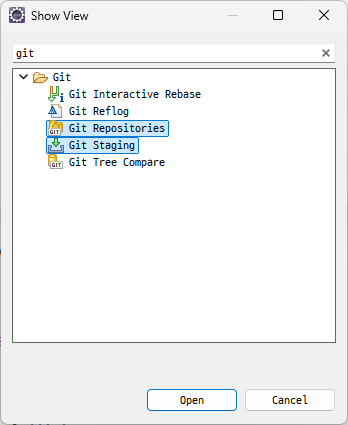 Show View
git
Git
Git Interactive Rebase
Git Reflog
Git Repositories
Git Staging
Git Tree Compare
Open Cancel